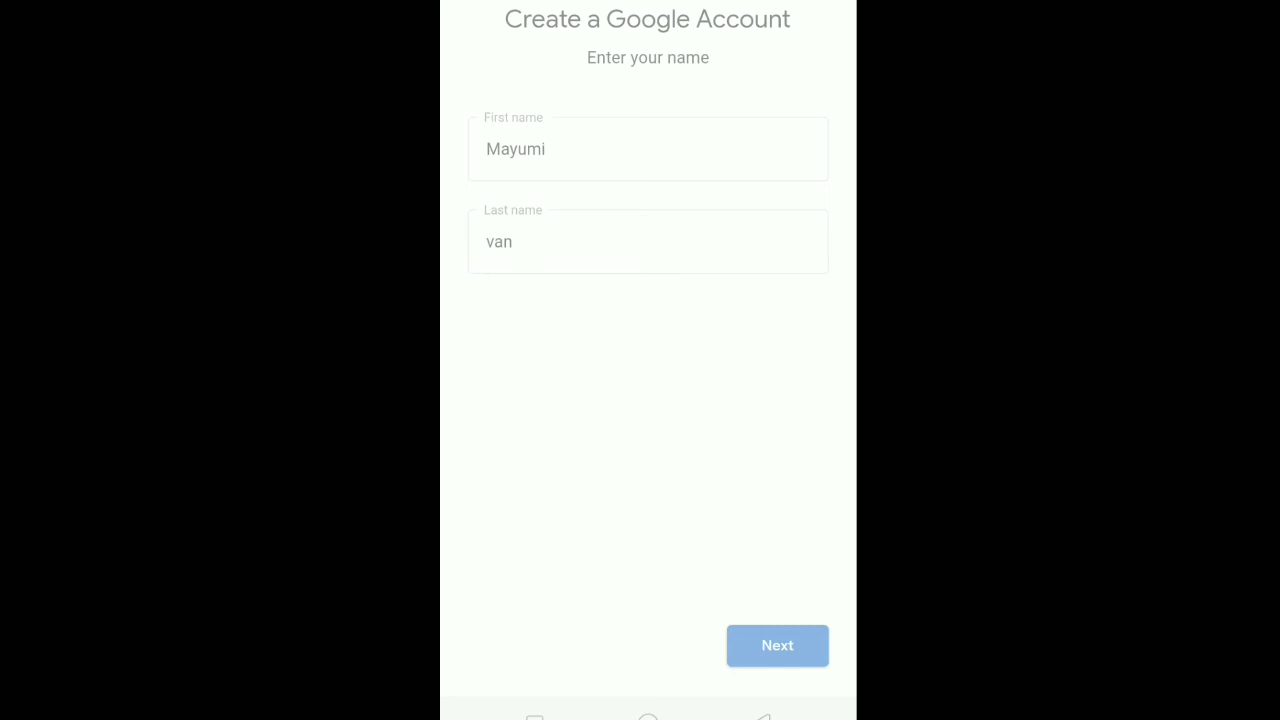 Create a Google Account
Enter your name
First name
Mayumi
Last name
van
Next